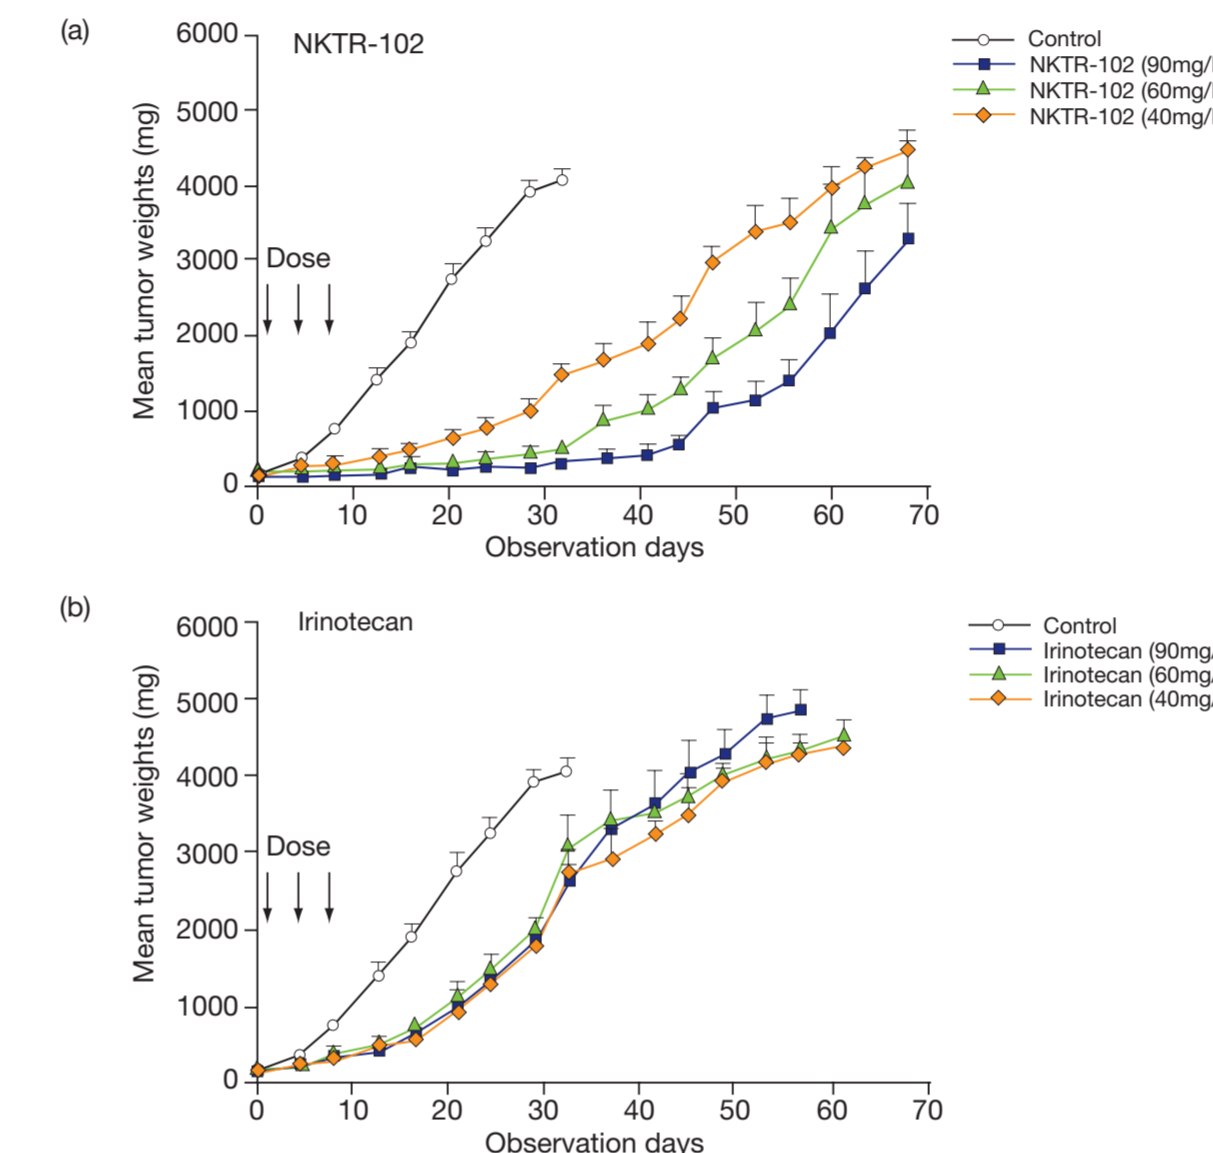 (a)
NKTR-102
6000
5000
4000
3000
2000
1000
0
Mean tumor weights (mg)
Dose
0 10 20 30 40 50 60 70
Observation days
Control
NKTR-102 (90mg/
NKTR-102 (60mg/
NKTR-102 (40mg/
(b)
Irinotecan
6000
5000
4000
3000
2000
1000
0
Mean tumor weights (mg)
Dose
0 10 20 30 40 50 60 70
Observation days
Control
Irinotecan (90mg/
Irinotecan (60mg/
Irinotecan (40mg/